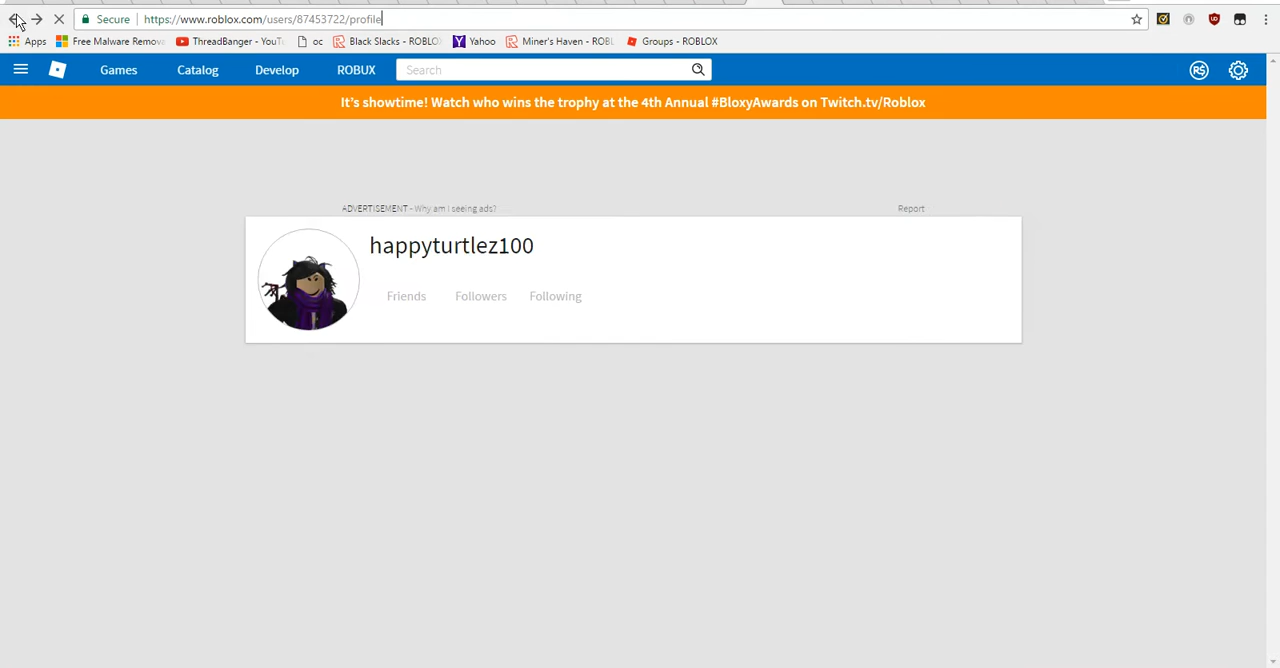 Secure https://www.roblox.com/users/87453722/profile
Apps Free Malware Remova ThreadBanger - YouTu oc Black Slacks - ROBLO Yahoo Miner's Haven - ROBL Groups - ROBLOX
Games Catalog Develop ROBUX Search R$
It's showtime! Watch who wins the trophy at the 4th Annual #BloxyAwards on Twitch.tv/Roblox
ADVERTISEMENT - Why am I seeing ads? Report
happyturtlez100
Friends Followers Following